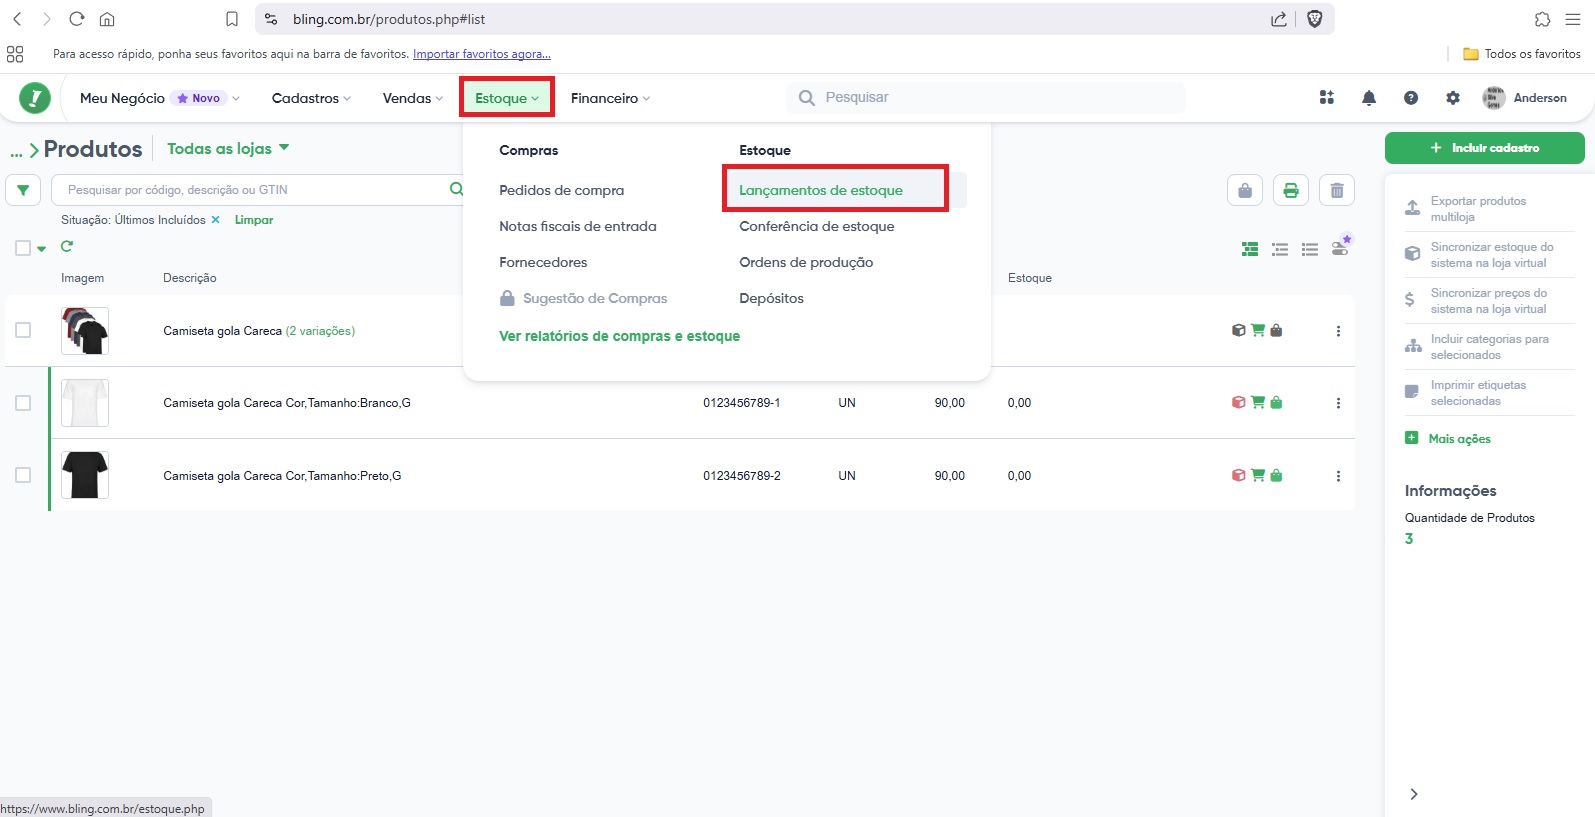 bling.com.br/produtos.php#list
Para acesso rápido, ponha seus favoritos aqui na barra de favoritos. Importar favoritos agora...
Todos os favoritos
Meu Negócio Novo Cadastros Vendas Estoque Financeiro Pesquisar Anderson
... Produtos Todas as lojas
Compras
Estoque
Pedidos de compra
Lançamentos de estoque
Notas fiscais de entrada
Conferência de estoque
Fornecedores
Ordens de produção
Sugestão de Compras
Depósitos
Ver relatórios de compras e estoque
Incluir cadastro
Pesquisar por código, descrição ou GTIN
Situação: Últimos Incluídos × Limpar
Imagem Descrição Estoque
Camiseta gola Careca (2 variações)
Camiseta gola Careca Cor,Tamanho:Branco,G 0123456789-1 UN 90,00 0,00
Camiseta gola Careca Cor,Tamanho:Preto,G 0123456789-2 UN 90,00 0,00
Exportar produtos
multiloja
Sincronizar estoque do
sistema na loja virtual
Sincronizar preços do
sistema na loja virtual
Incluir categorias para
selecionados
Imprimir etiquetas
selecionadas
Mais ações
Informações
Quantidade de Produtos
3
https://www.bling.com.br/estoque.php